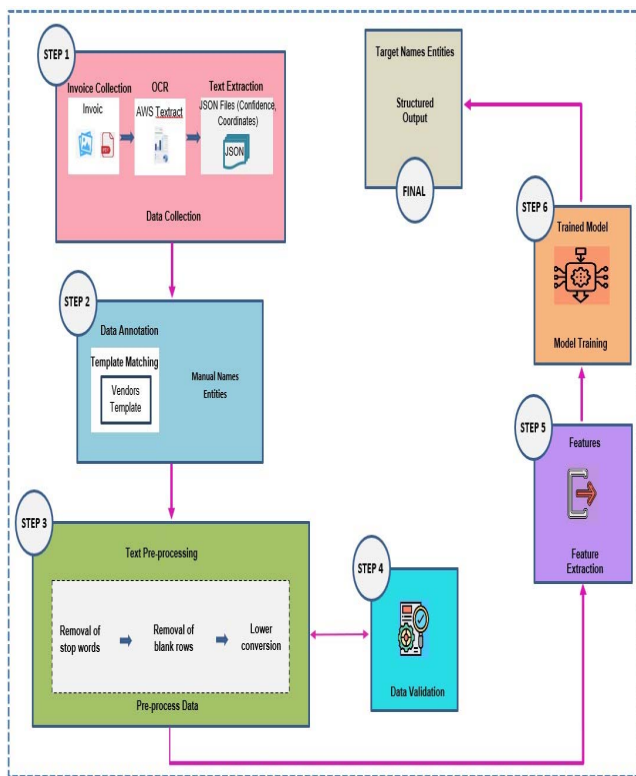 STEP 1
Invoice Collection
Invoic
OCR
AWS Textract
Text Extraction
JSON Files (Confidence,
Coordinates)
JSON
Data Collection
STEP 2
Data Annotation
Template Matching
Vendors
Template
Manual Names
Entities
STEP 3
Text Pre-processing
Removal of
stop words
Removal of
blank rows
Lower
conversion
Pre-process Data
STEP 4
Data Validation
STEP 5
Features
Feature
Extraction
STEP 6
Trained Model
Model Training
Target Names Entities
Structured
Output
FINAL